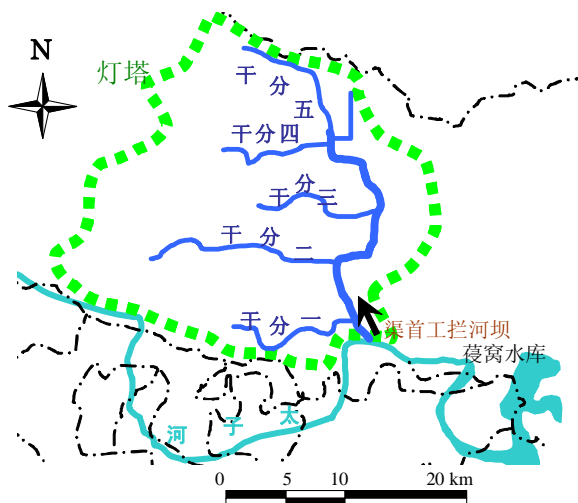 N
灯塔
干分五
干分四
干分三
干分二
干分一
渠首工拦河坝
葠窝水库
河子太
0 5 10 20 km